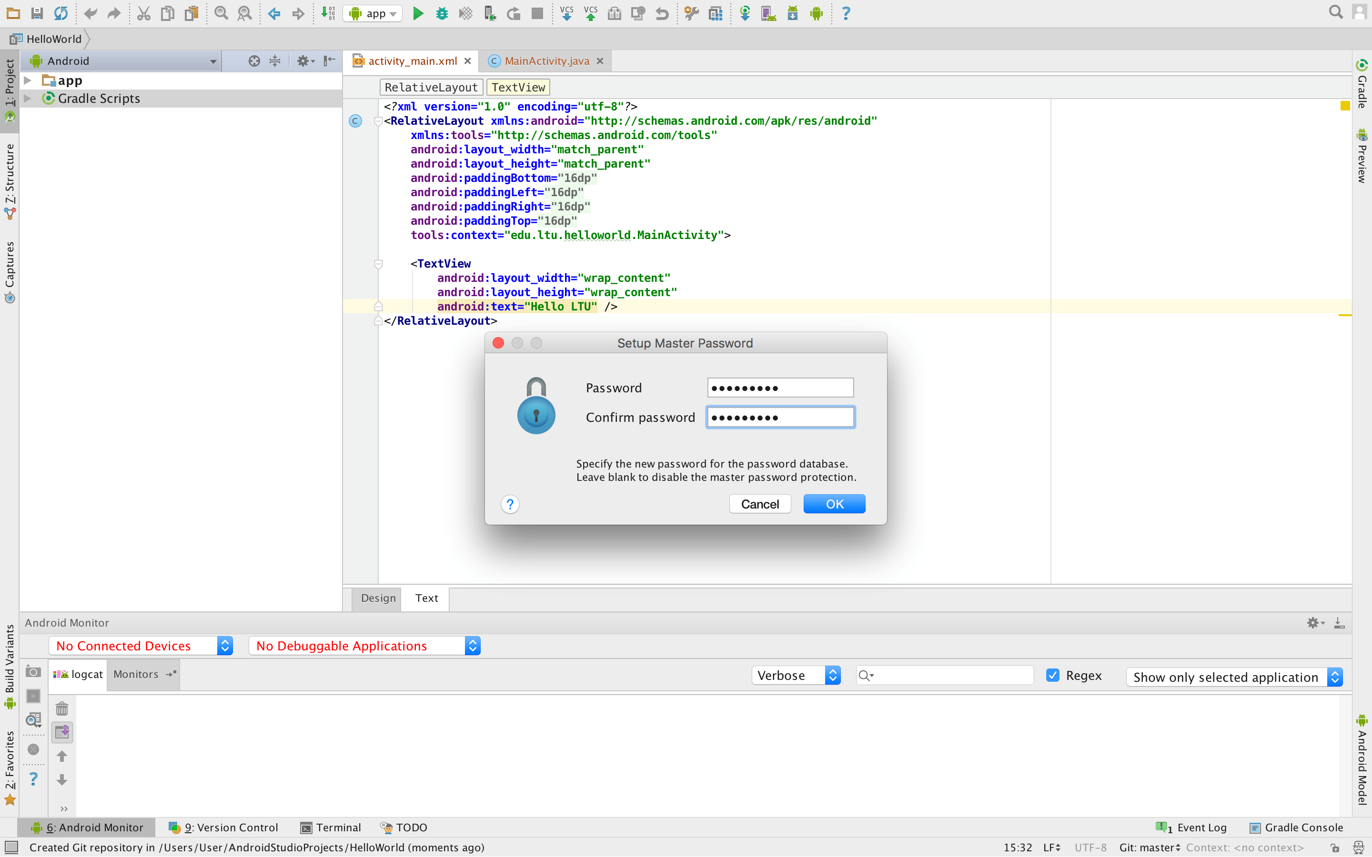 app
HelloWorld
Android
activity_main.xml
MainActivity.java
1: Project
Z: Structure
Captures
Build Variants
2: Favorites
app
Gradle Scripts
RelativeLayout
TextView
<?xml version="1.0" encoding="utf-8"?>
<RelativeLayout xmlns:android="http://schemas.android.com/apk/res/android"
xmlns:tools="http://schemas.android.com/tools"
android:layout_width="match_parent"
android:layout_height="match_parent"
android:paddingBottom="16dp"
android:paddingLeft="16dp"
android:paddingRight="16dp"
android:paddingTop="16dp"
tools:context="edu.ltu.helloworld.MainActivity">
<TextView
android:layout_width="wrap_content"
android:layout_height="wrap_content"
android:text="Hello LTU" />
</RelativeLayout>
Gradle
Preview
Android Model
Setup Master Password
Password
Confirm password
Specify the new password for the password database.
Leave blank to disable the master password protection.
?
Cancel
OK
Design
Text
Android Monitor
No Connected Devices
No Debuggable Applications
logcat
Monitors
Verbose
Regex
Show only selected application
6: Android Monitor
9: Version Control
Terminal
TODO
1 Event Log
Gradle Console
Created Git repository in /Users/User/AndroidStudioProjects/HelloWorld (moments ago)
15:32
LF
UTF-8
Git: master
Context: <no context>